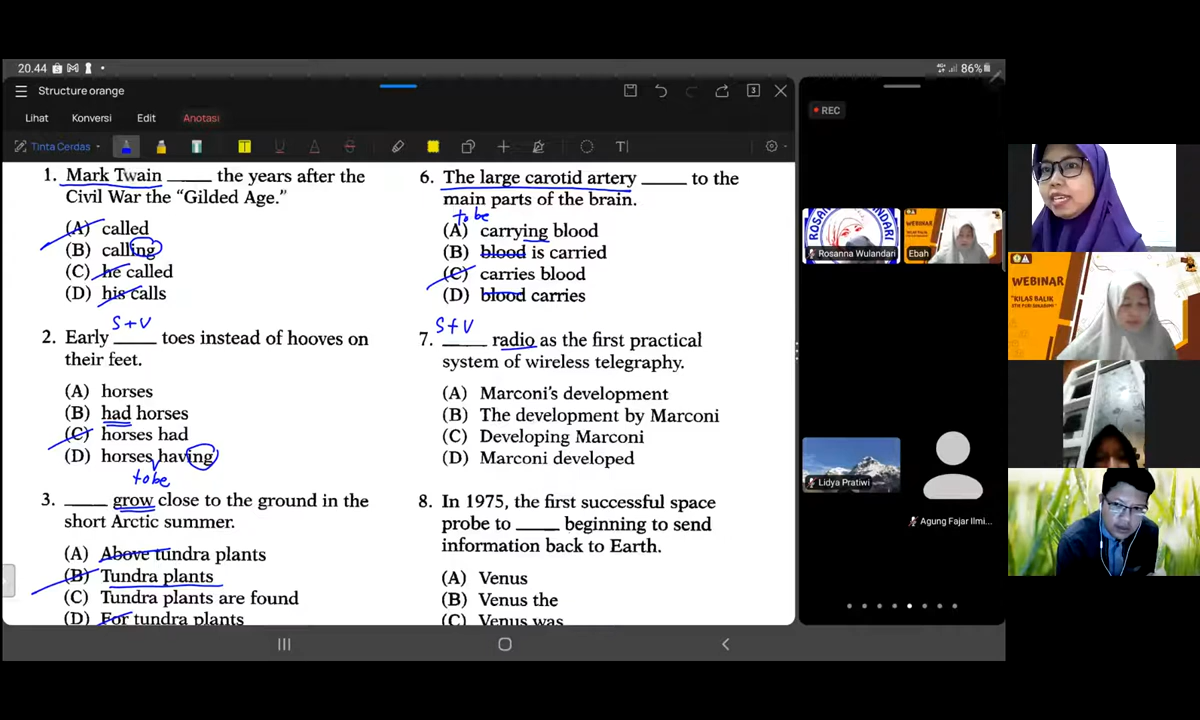 20.44
86%
Structure orange
3
Lihat Konversi Edit Anotasi
Tinta Cerdas
1. Mark Twain _____ the years after the
Civil War the “Gilded Age.”
(A) called
(B) calling
(C) he called
(D) his calls
S+V
2. Early _____ toes instead of hooves on
their feet.
(A) horses
(B) had horses
(C) horses had
(D) horses having
to be
3. _____ grow close to the ground in the
short Arctic summer.
(A) Above tundra plants
(B) Tundra plants
(C) Tundra plants are found
(D) For tundra plants
6. The large carotid artery _____ to the
main parts of the brain.
to be
(A) carrying blood
(B) blood is carried
(C) carries blood
(D) blood carries
S+V
7. _____ radio as the first practical
system of wireless telegraphy.
(A) Marconi’s development
(B) The development by Marconi
(C) Developing Marconi
(D) Marconi developed
8. In 1975, the first successful space
probe to _____ beginning to send
information back to Earth.
(A) Venus
(B) Venus the
(C) Venus was
REC
Rosanna Wulandari
Ebah
Lidya Pratiwi
Agung Fajar Ilmi...
WEBINAR
"KILAS BALIK